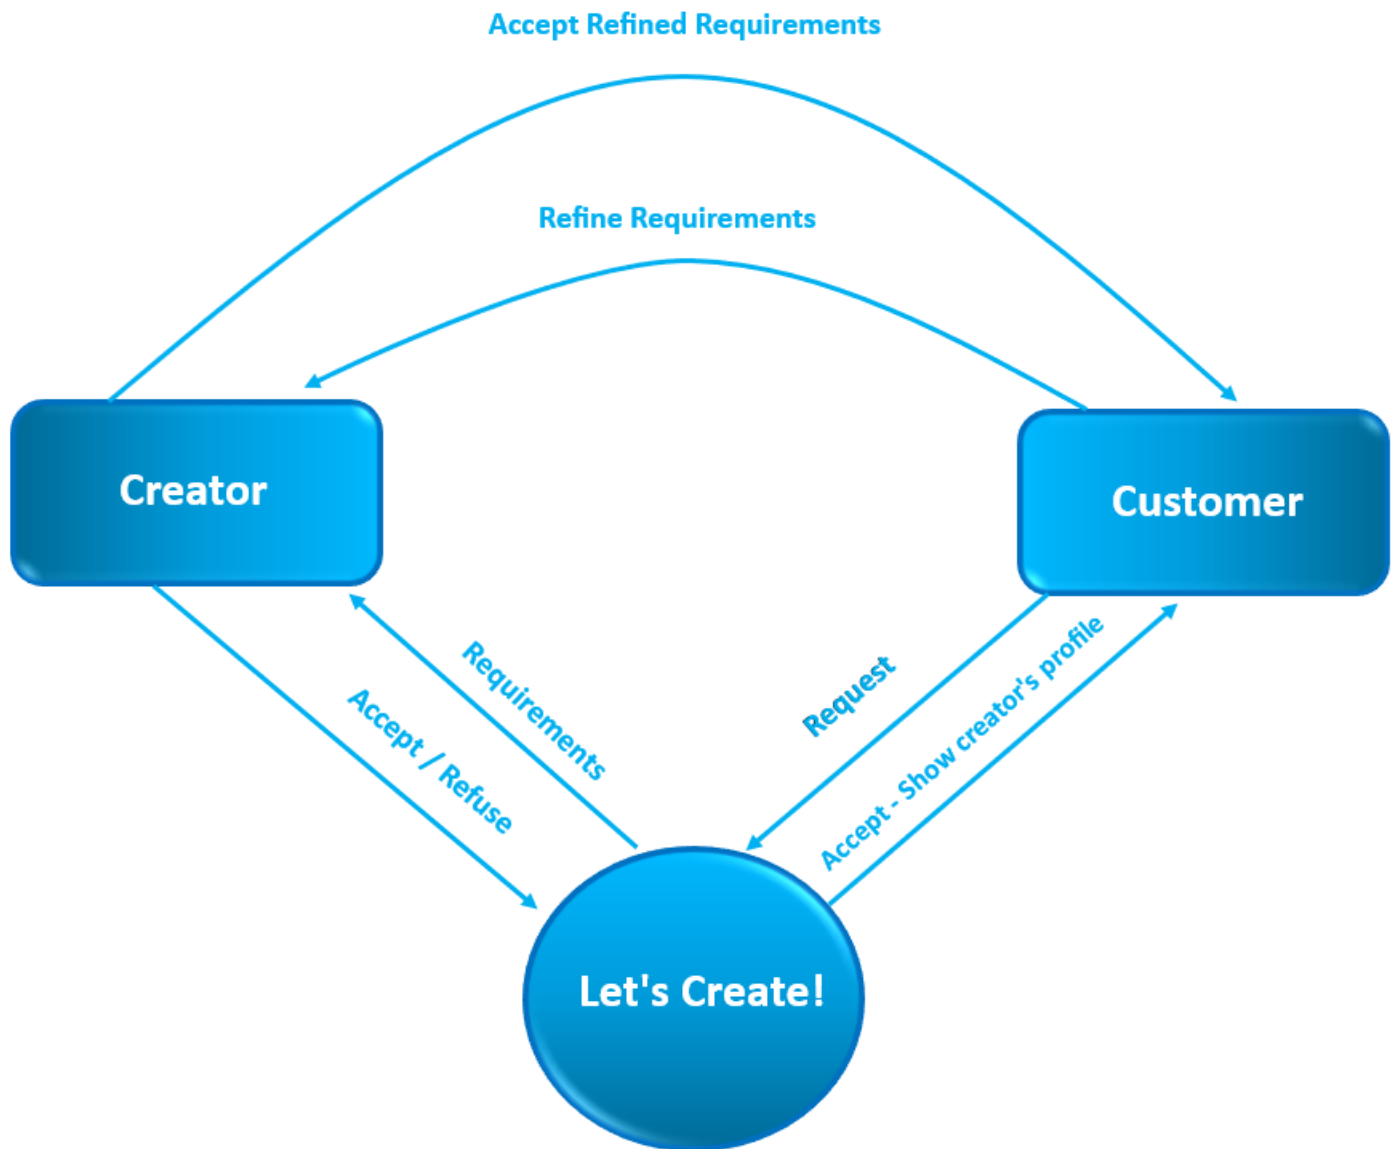 Accept Refined Requirements
Refine Requirements
Creator
Customer
Requirements
Accept / Refuse
Request
Accept - Show creator's profile
Let's Create!